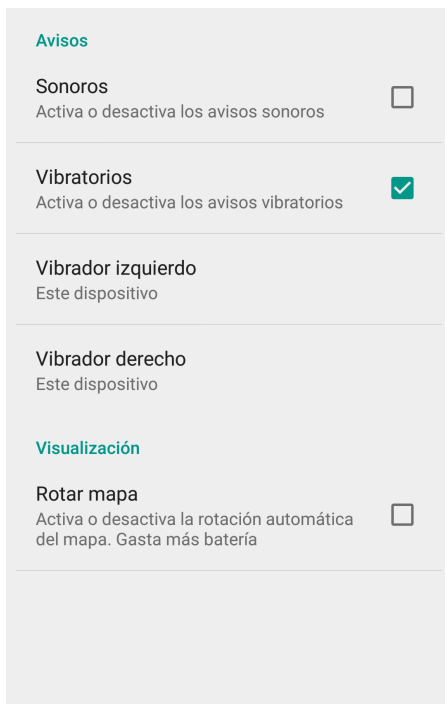 Avisos
Sonoros
Activa o desactiva los avisos sonoros
Vibratorios
Activa o desactiva los avisos vibratorios
Vibrador izquierdo
Este dispositivo
Vibrador derecho
Este dispositivo
Visualización
Rotar mapa
Activa o desactiva la rotación automática
del mapa. Gasta más batería